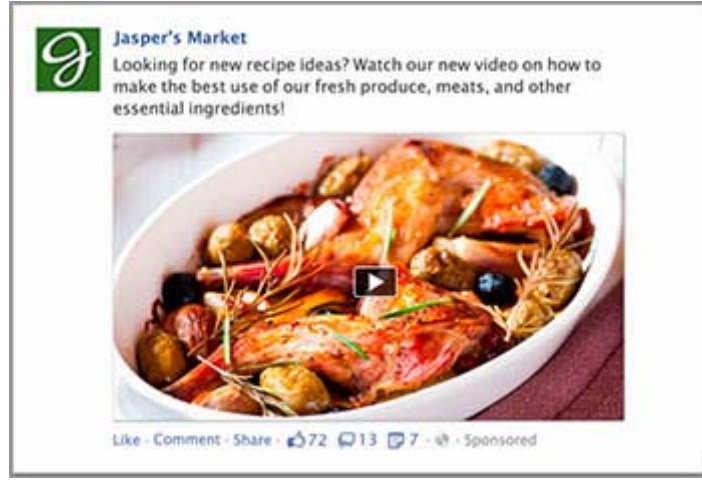 Jasper's Market
Looking for new recipe ideas? Watch our new video on how to
make the best use of our fresh produce, meats, and other
essential ingredients!
Like · Comment · Share · 72 13 7 · Sponsored